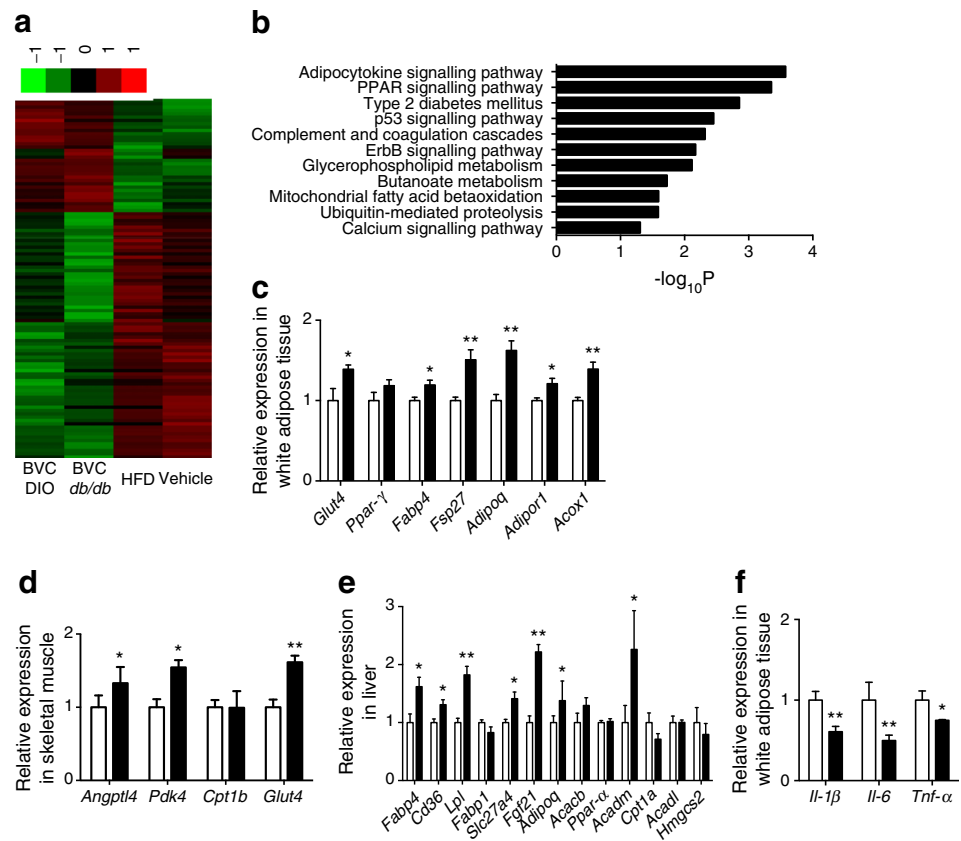 a
−1 −1 0 1 1
BVC DIO
BVC db/db
HFD
Vehicle
b
Adipocytokine signalling pathway
PPAR signalling pathway
Type 2 diabetes mellitus
p53 signalling pathway
Complement and coagulation cascades
ErbB signalling pathway
Glycerophospholipid metabolism
Butanoate metabolism
Mitochondrial fatty acid betaoxidation
Ubiquitin-mediated proteolysis
Calcium signalling pathway
0 1 2 3 4
-log10P
c
Relative expression in
white adipose tissue
2
1
0
* * ** ** * **
Glut4 Ppar-γ Fabp4 Fsp27 Adipoq Adipor1 Acox1
d
Relative expression
in skeletal muscle
2
1
0
* * **
Angptl4 Pdk4 Cpt1b Glut4
e
Relative expression
in liver
3
2
1
0
* * ** * ** * *
Fabp4 Cd36 Lpl Fabp1 Slc27a4 Fgf21 Adipoq Acacb Ppar-α Acadm Cpt1a Acadl Hmgcs2
f
Relative expression in
white adipose tissue
2
1
0
** ** *
Il-1β Il-6 Tnf-α